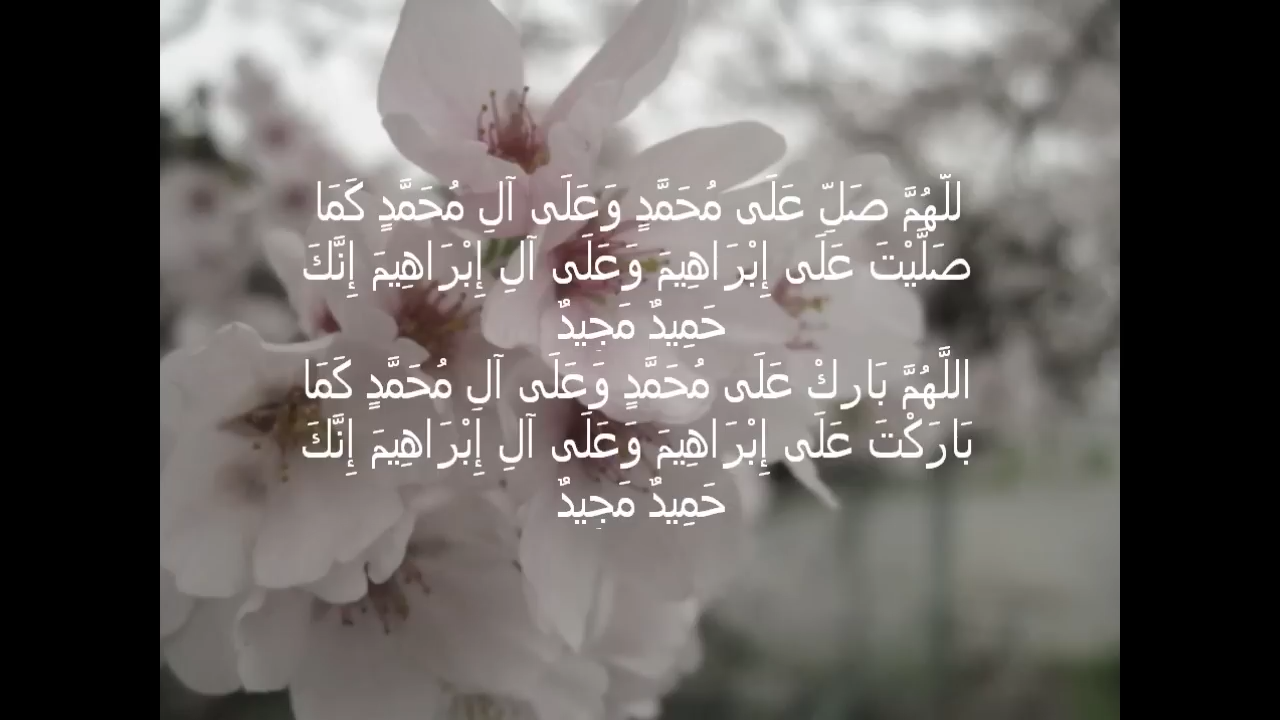 للّهُمَّ صَلِّ عَلَى مُحَمَّدٍ وَعَلَى آلِ مُحَمَّدٍ كَمَا
صَلَّيْتَ عَلَى إِبْرَاهِيمَ وَعَلَى آلِ إِبْرَاهِيمَ إِنَّكَ
حَمِيدٌ مَجِيدٌ
اللَّهُمَّ بَارِكْ عَلَى مُحَمَّدٍ وَعَلَى آلِ مُحَمَّدٍ كَمَا
بَارَكْتَ عَلَى إِبْرَاهِيمَ وَعَلَى آلِ إِبْرَاهِيمَ إِنَّكَ
حَمِيدٌ مَجِيدٌ